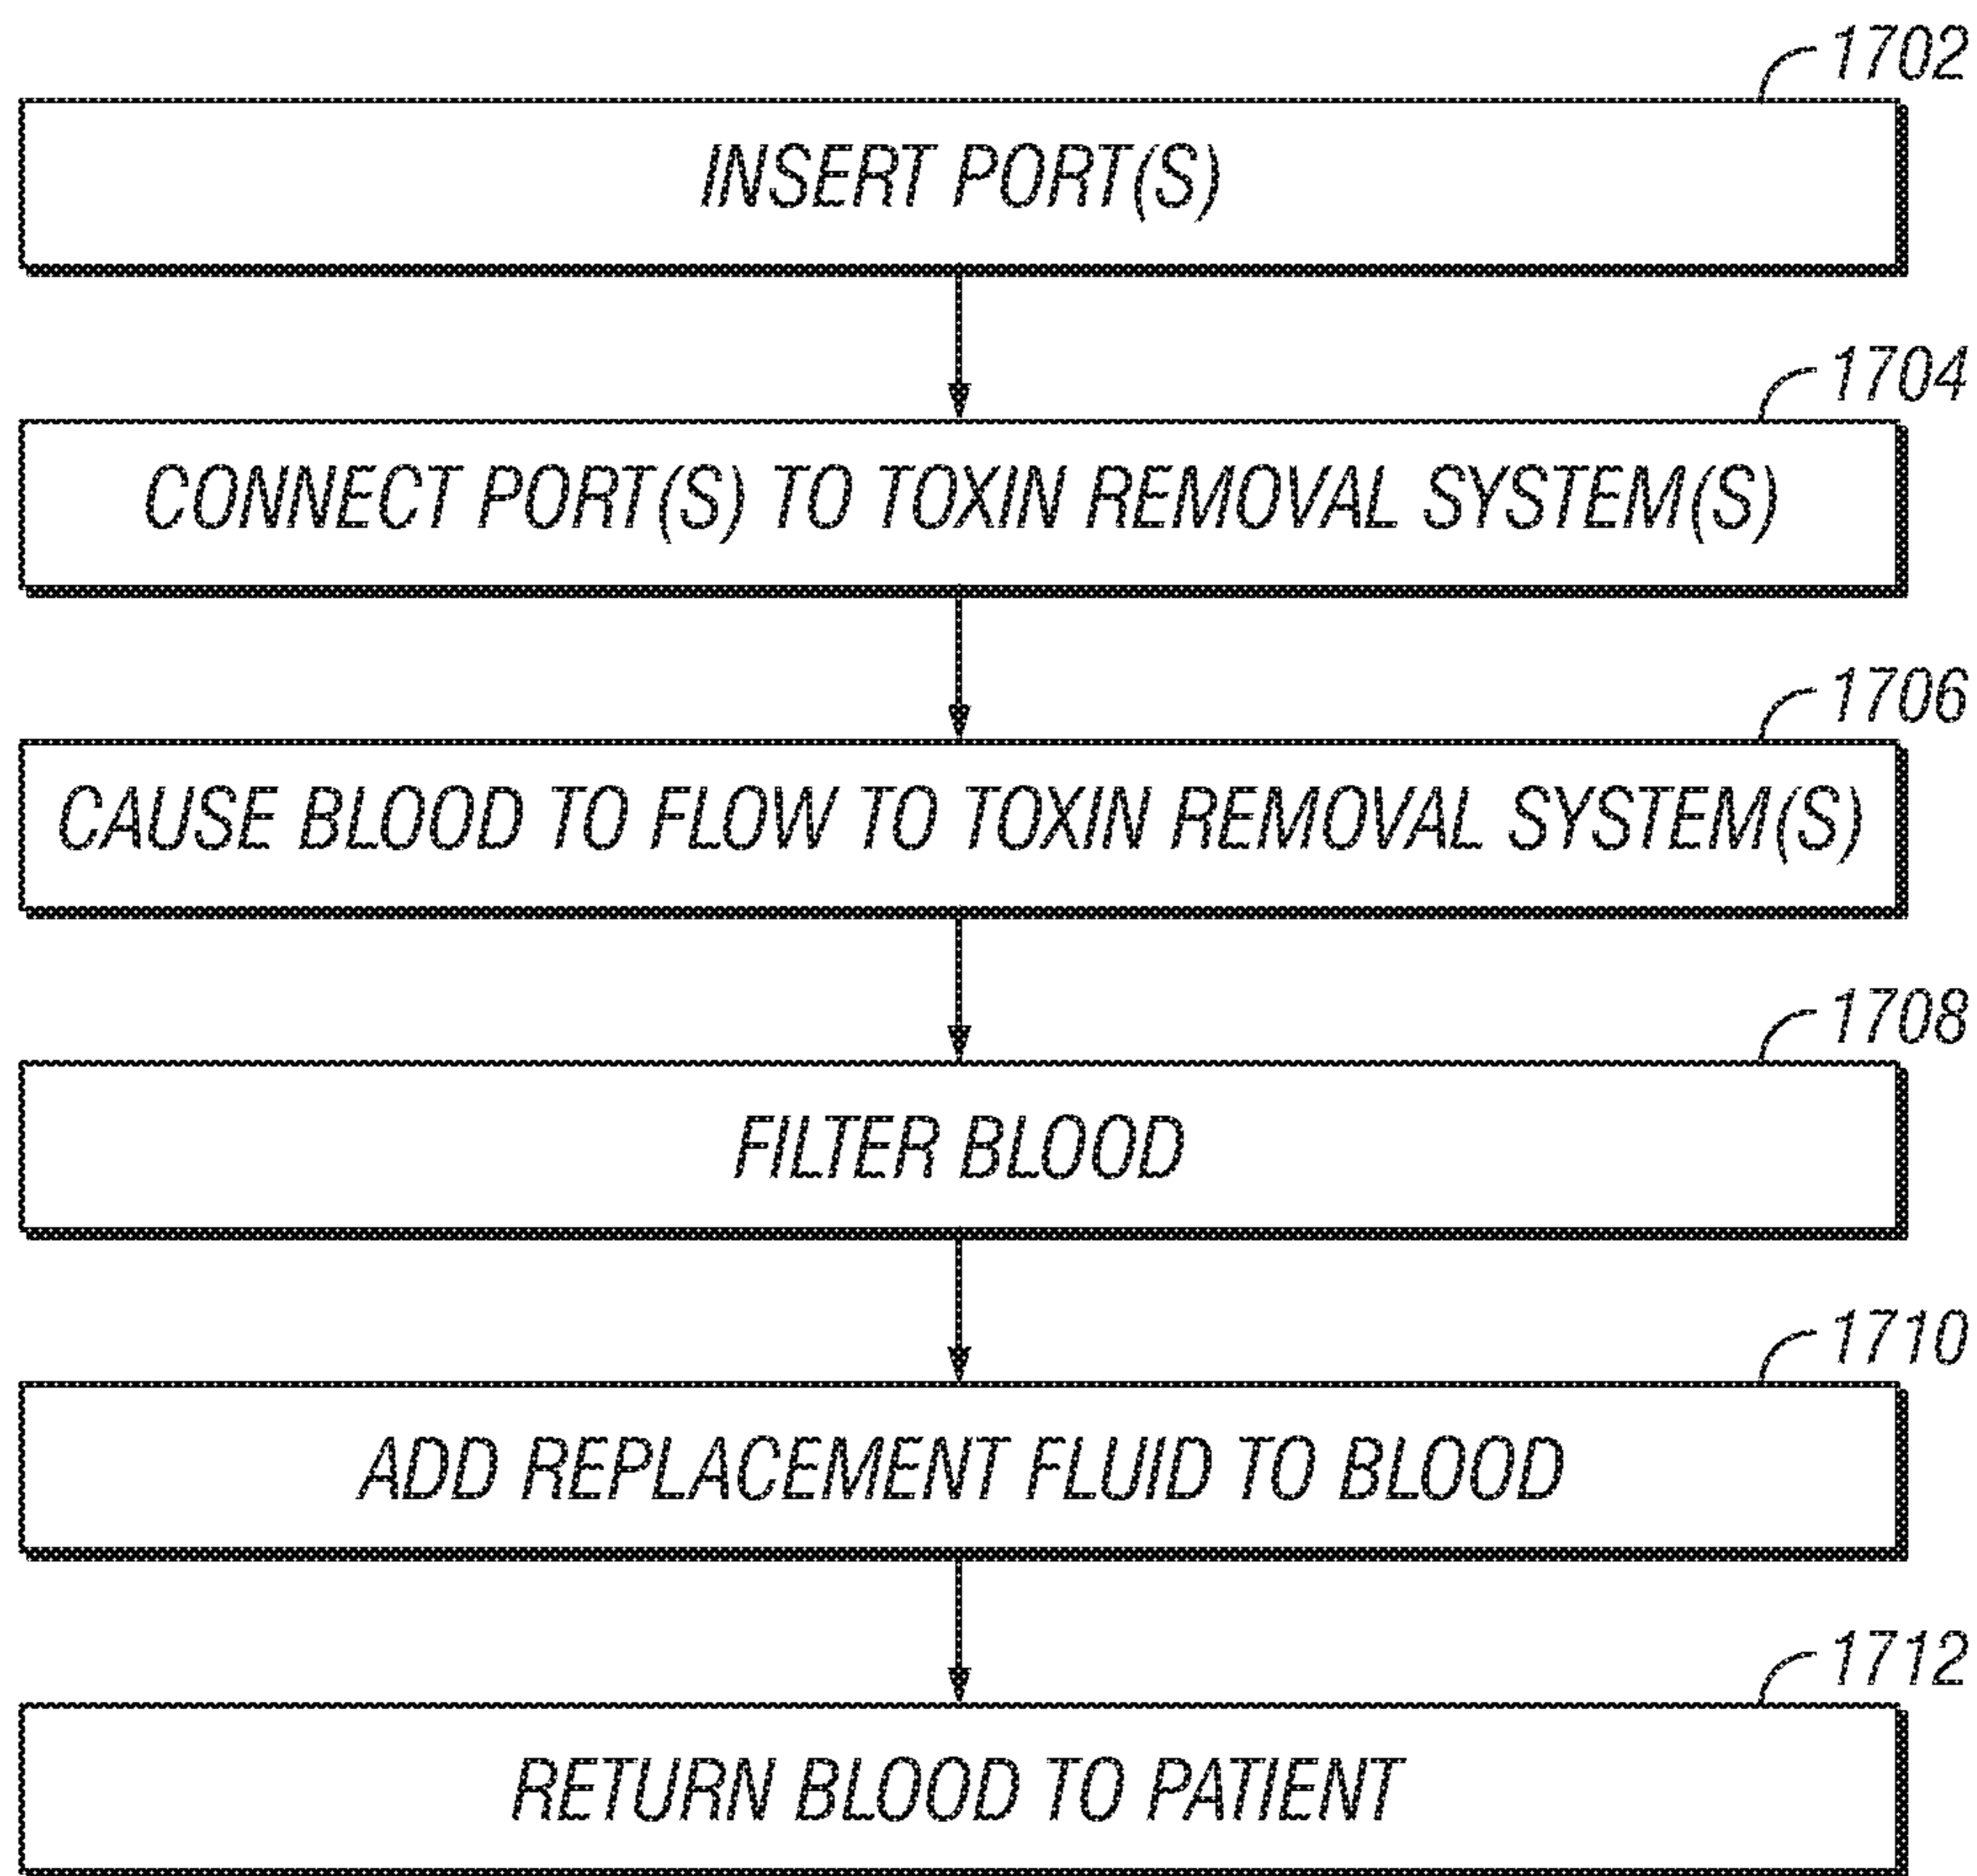 1702
INSERT PORT(S)
1704
CONNECT PORT(S) TO TOXIN REMOVAL SYSTEM(S)
1706
CAUSE BLOOD TO FLOW TO TOXIN REMOVAL SYSTEM(S)
1708
FILTER BLOOD
1710
ADD REPLACEMENT FLUID TO BLOOD
1712
RETURN BLOOD TO PATIENT